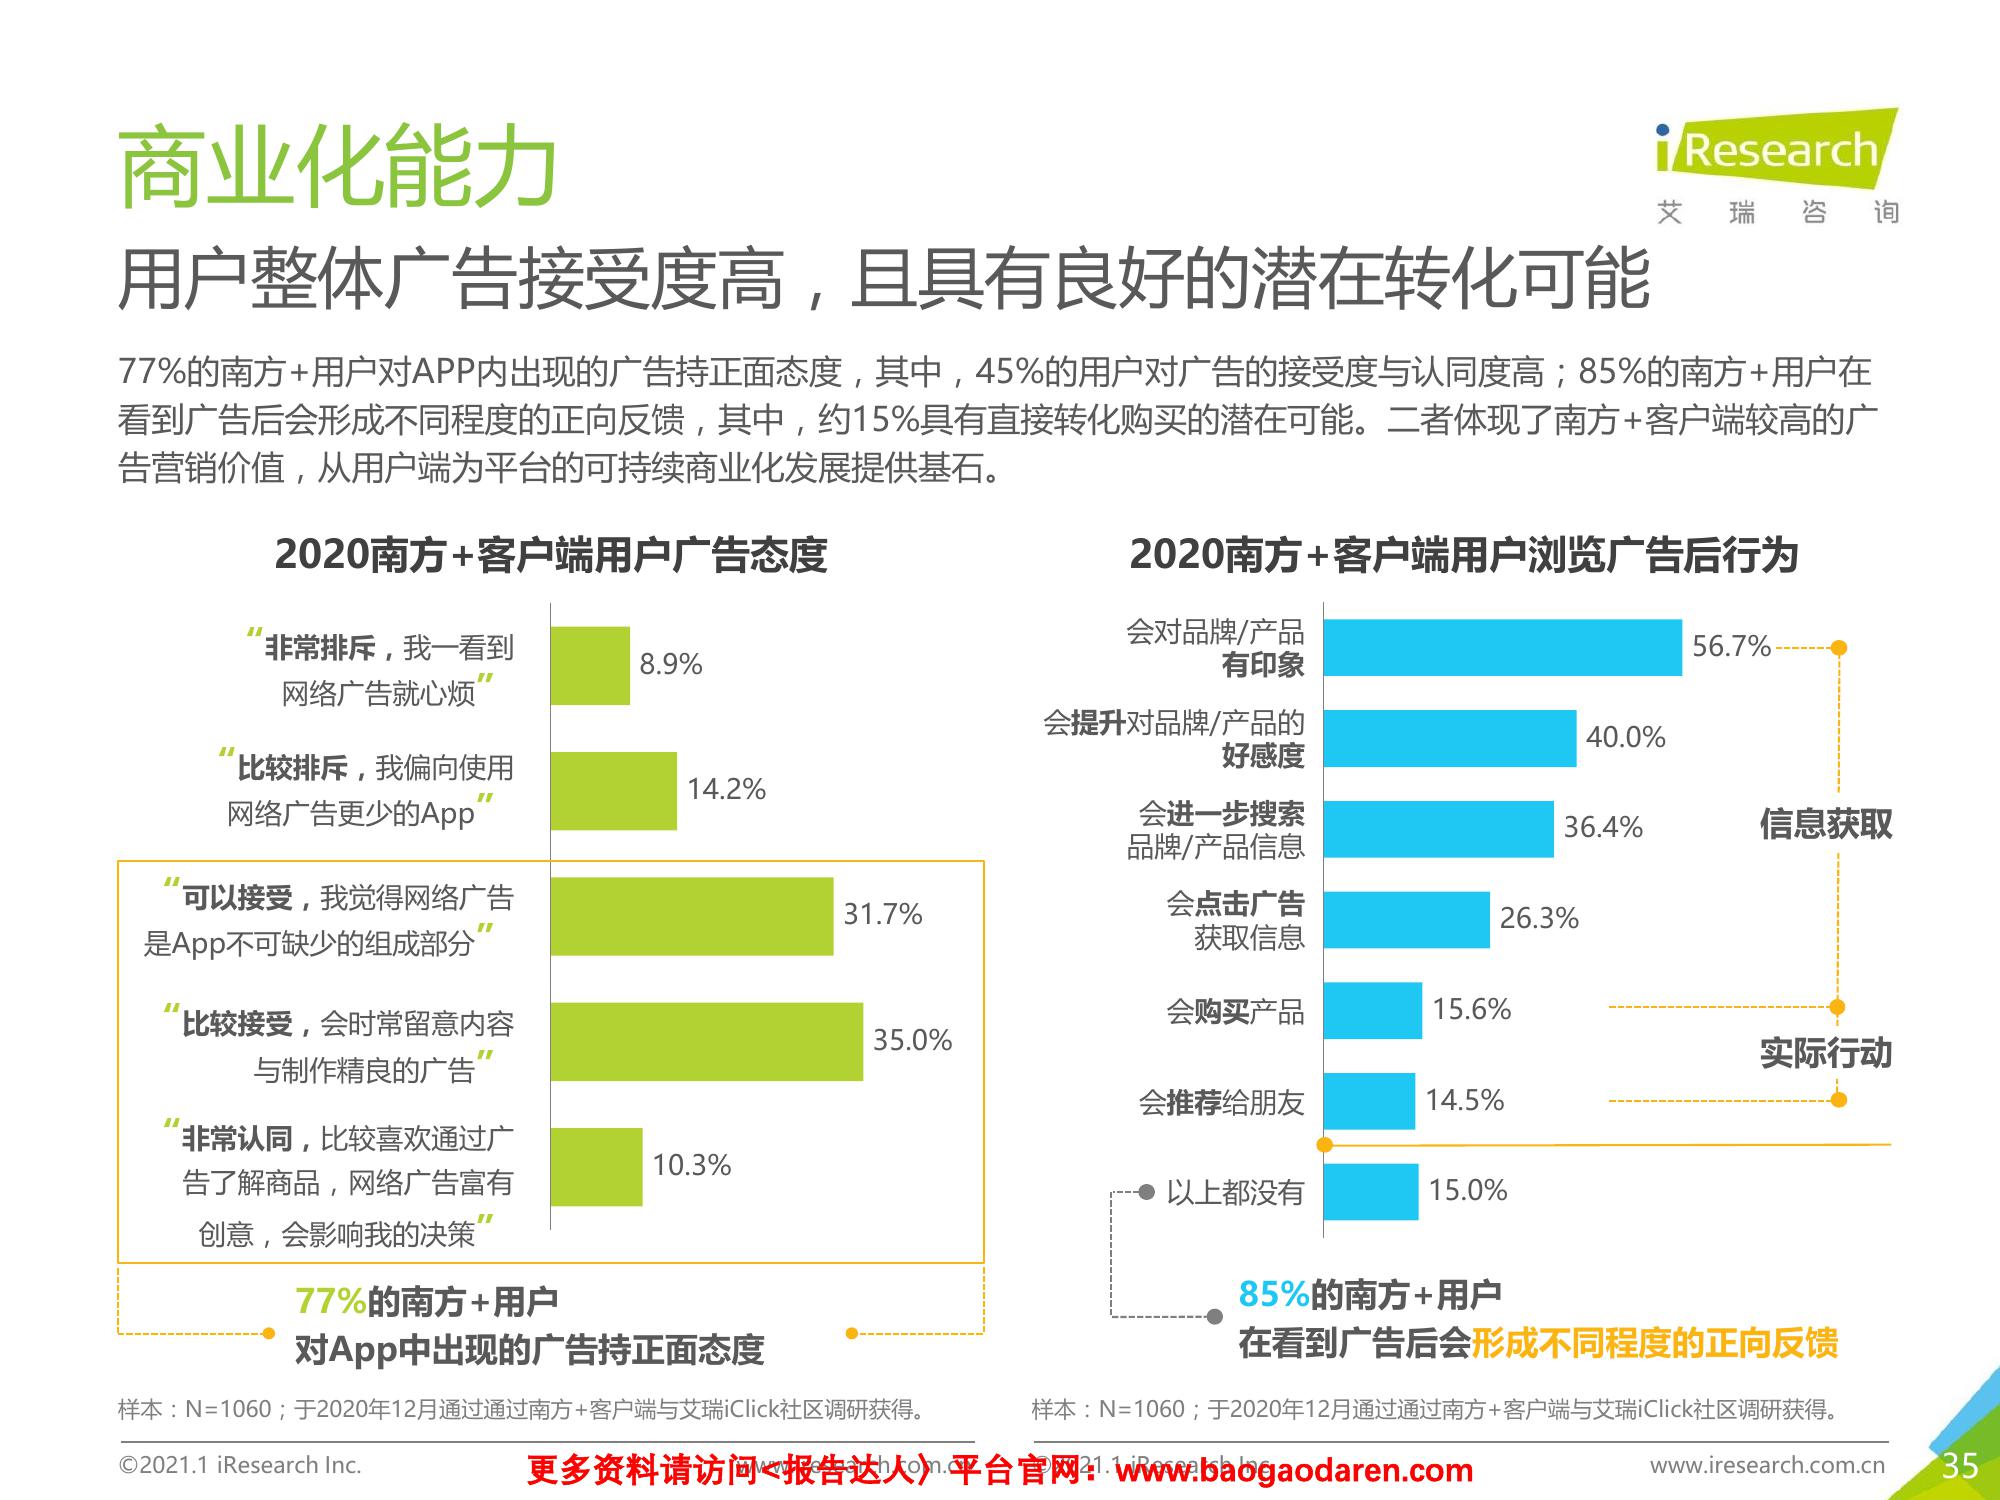 商业化能力
iResearch
艾瑞咨询
用户整体广告接受度高，且具有良好的潜在转化可能
77%的南方+用户对APP内出现的广告持正面态度，其中，45%的用户对广告的接受度与认同度高；85%的南方+用户在
看到广告后会形成不同程度的正向反馈，其中，约15%具有直接转化购买的潜在可能。二者体现了南方+客户端较高的广
告营销价值，从用户端为平台的可持续商业化发展提供基石。
2020南方+客户端用户广告态度
“非常排斥，我一看到
网络广告就心烦”
8.9%
“比较排斥，我偏向使用
网络广告更少的App”
14.2%
“可以接受，我觉得网络广告
是App不可缺少的组成部分”
31.7%
“比较接受，会时常留意内容
与制作精良的广告”
35.0%
“非常认同，比较喜欢通过广
告了解商品，网络广告富有
创意，会影响我的决策”
10.3%
77%的南方+用户
对App中出现的广告持正面态度
样本：N=1060；于2020年12月通过通过南方+客户端与艾瑞iClick社区调研获得。
2020南方+客户端用户浏览广告后行为
会对品牌/产品
有印象
56.7%
会提升对品牌/产品的
好感度
40.0%
会进一步搜索
品牌/产品信息
36.4%
会点击广告
获取信息
26.3%
会购买产品
15.6%
会推荐给朋友
14.5%
以上都没有
15.0%
信息获取
实际行动
85%的南方+用户
在看到广告后会形成不同程度的正向反馈
样本：N=1060；于2020年12月通过通过南方+客户端与艾瑞iClick社区调研获得。
©2021.1 iResearch Inc.
www.iresearch.com.cn
©2021.1 iResearch Inc.
www.iresearch.com.cn
更多资料请访问<报告达人>平台官网：www.baogaodaren.com
35